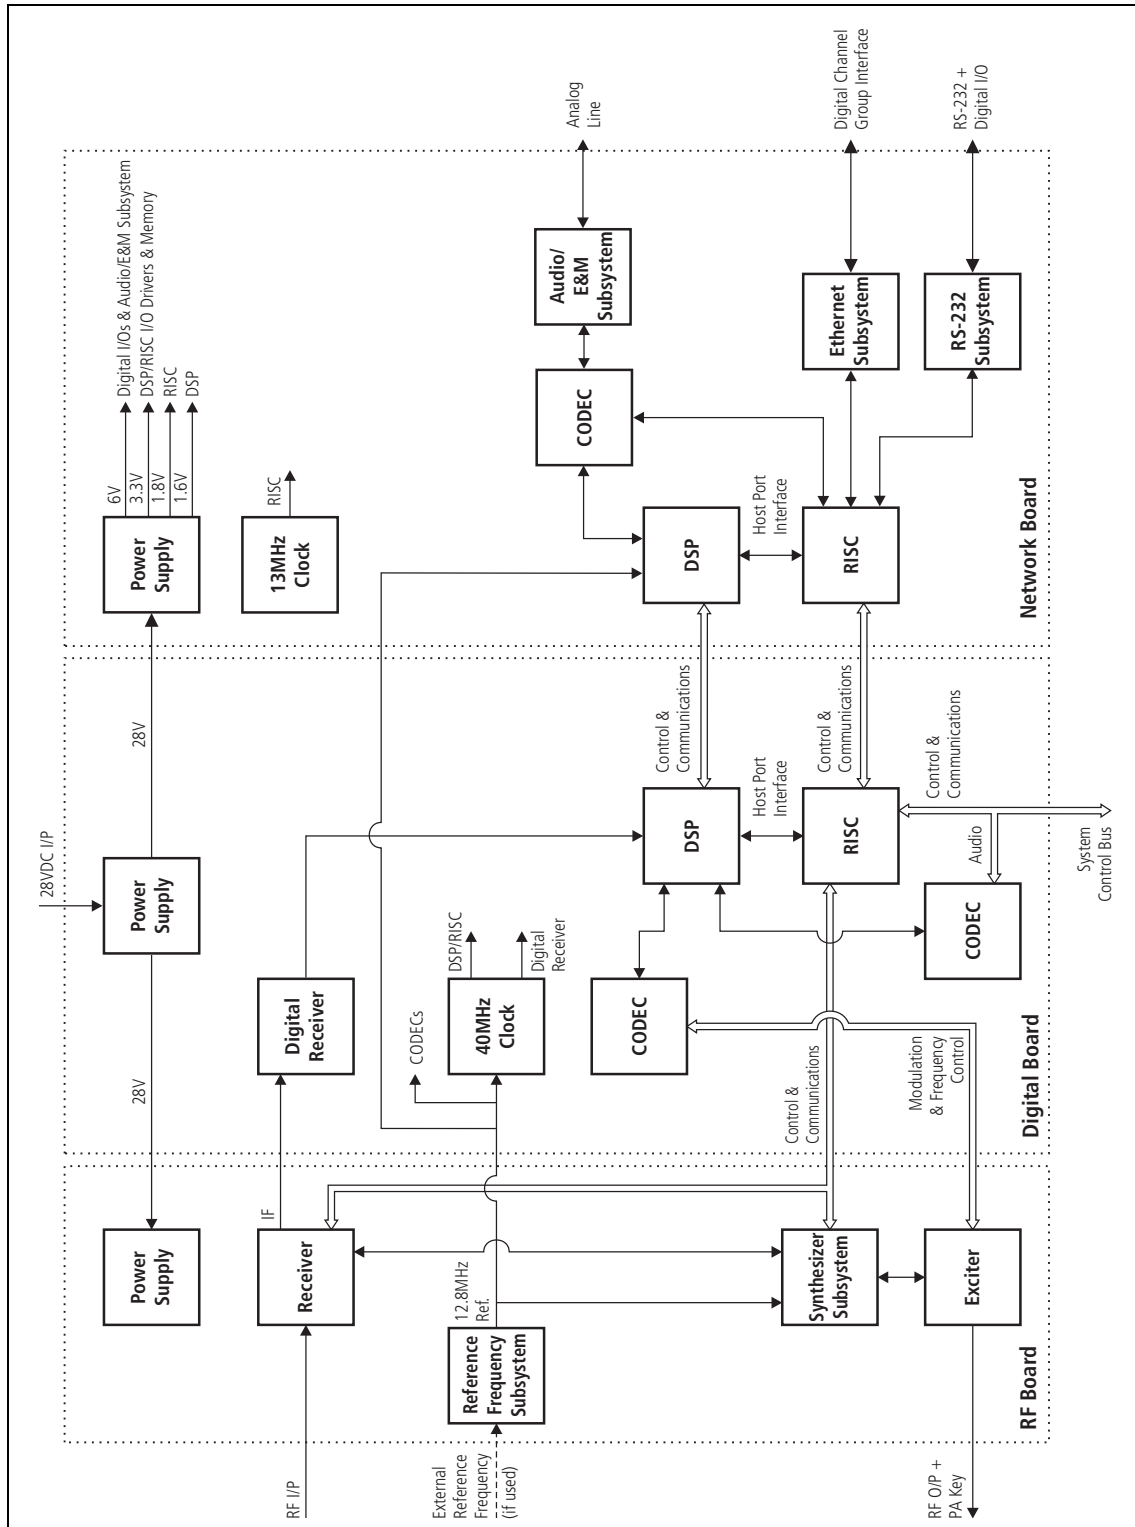 RF I/P
External
Reference
Frequency
(if used)
RF O/P +
PA Key
RF Board
Power
Supply
Receiver
IF
12.8MHz
Ref.
Reference
Frequency
Subsystem
Synthesizer
Subsystem
Exciter
Digital Board
28VDC I/P
28V
Power
Supply
28V
Digital
Receiver
CODECs
40MHz
Clock
DSP/RISC
Digital
Receiver
CODEC
DSP
Host Port
Interface
RISC
CODEC
Control &
Communications
Modulation
& Frequency
Control
Control &
Communications
Control &
Communications
Control &
Communications
Audio
System
Control Bus
Network Board
Power
Supply
6V
3.3V
1.8V
1.6V
Digital I/Os & Audio/E&M Subsystem
DSP/RISC I/O Drivers & Memory
RISC
DSP
13MHz
Clock
RISC
CODEC
Audio/
E&M
Subsystem
DSP
Host Port
Interface
RISC
Ethernet
Subsystem
RS-232
Subsystem
Analog
Line
Digital Channel
Group Interface
RS-232 +
Digital I/O